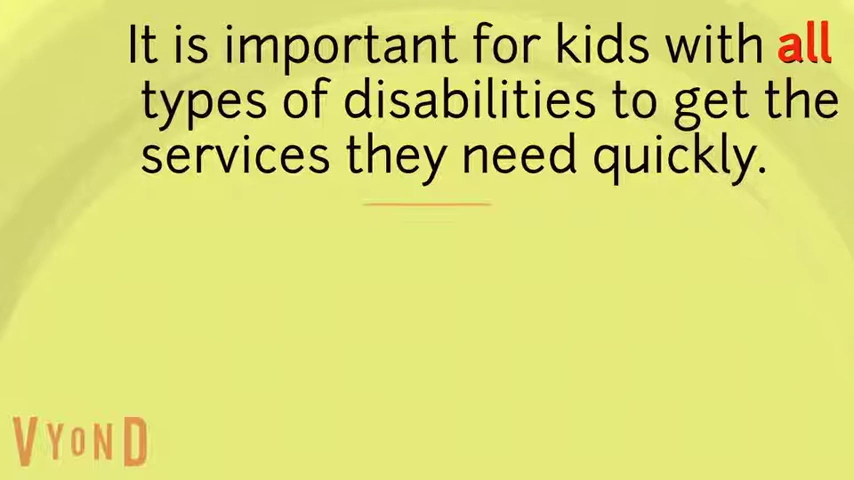 It is important for kids with all
types of disabilities to get the
services they need quickly.
VYOND